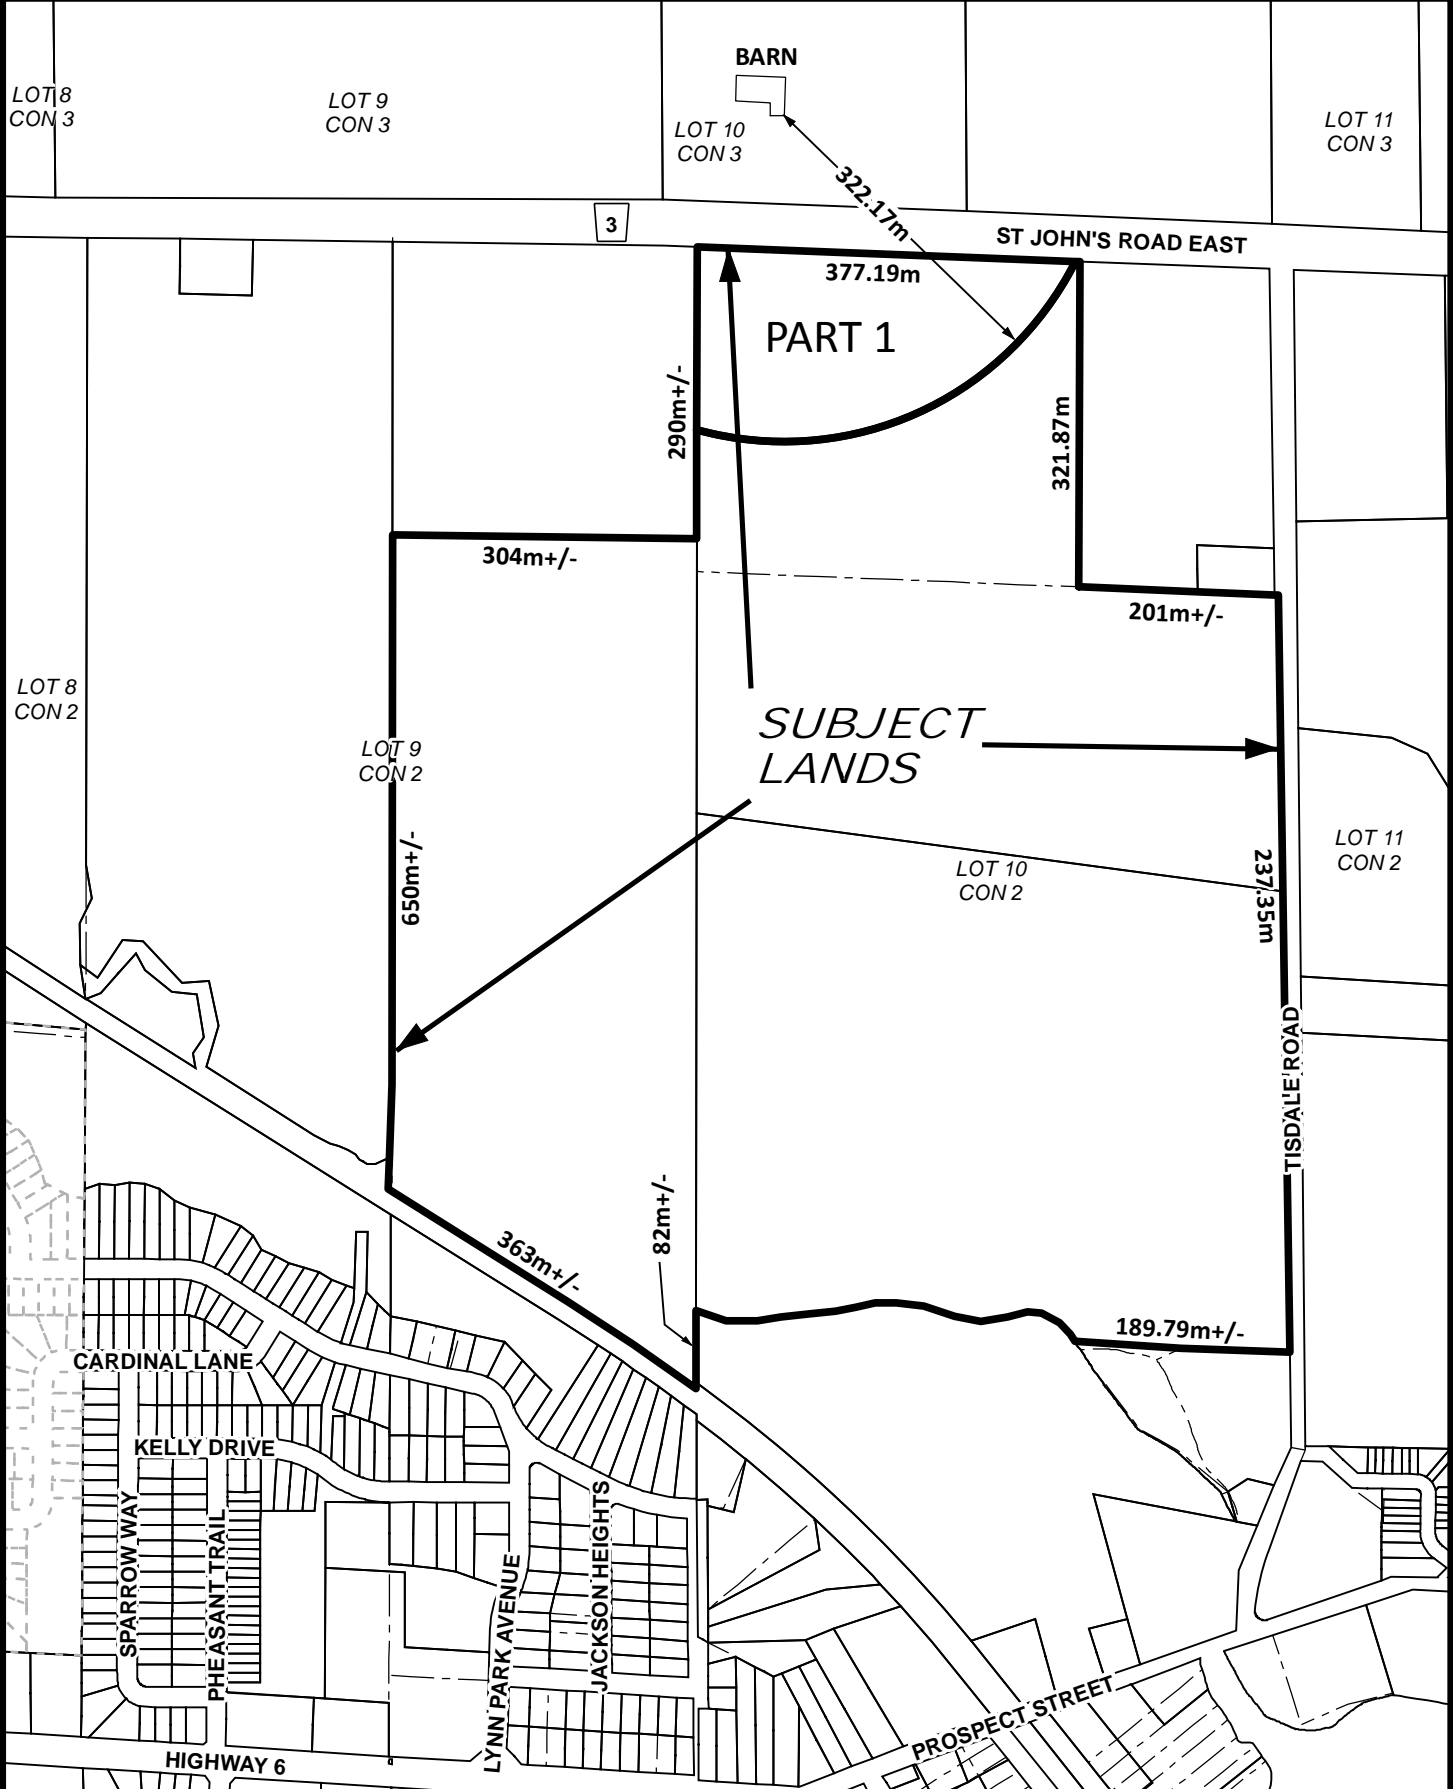 BARN
LOT 8
CON 3
LOT 9
CON 3
LOT 10
CON 3
LOT 11
CON 3
322.17m
3
ST JOHN'S ROAD EAST
377.19m
PART 1
290m+/-
321.87m
304m+/-
201m+/-
LOT 8
CON 2
SUBJECT
LANDS
LOT 9
CON 2
650m+/-
LOT 10
CON 2
237.35m
LOT 11
CON 2
TISDALE ROAD
82m+/-
363m+/-
189.79m+/-
CARDINAL LANE
KELLY DRIVE
SPARROW WAY
PHEASANT TRAIL
LYNN PARK AVENUE
JACKSON HEIGHTS
PROSPECT STREET
HIGHWAY 6